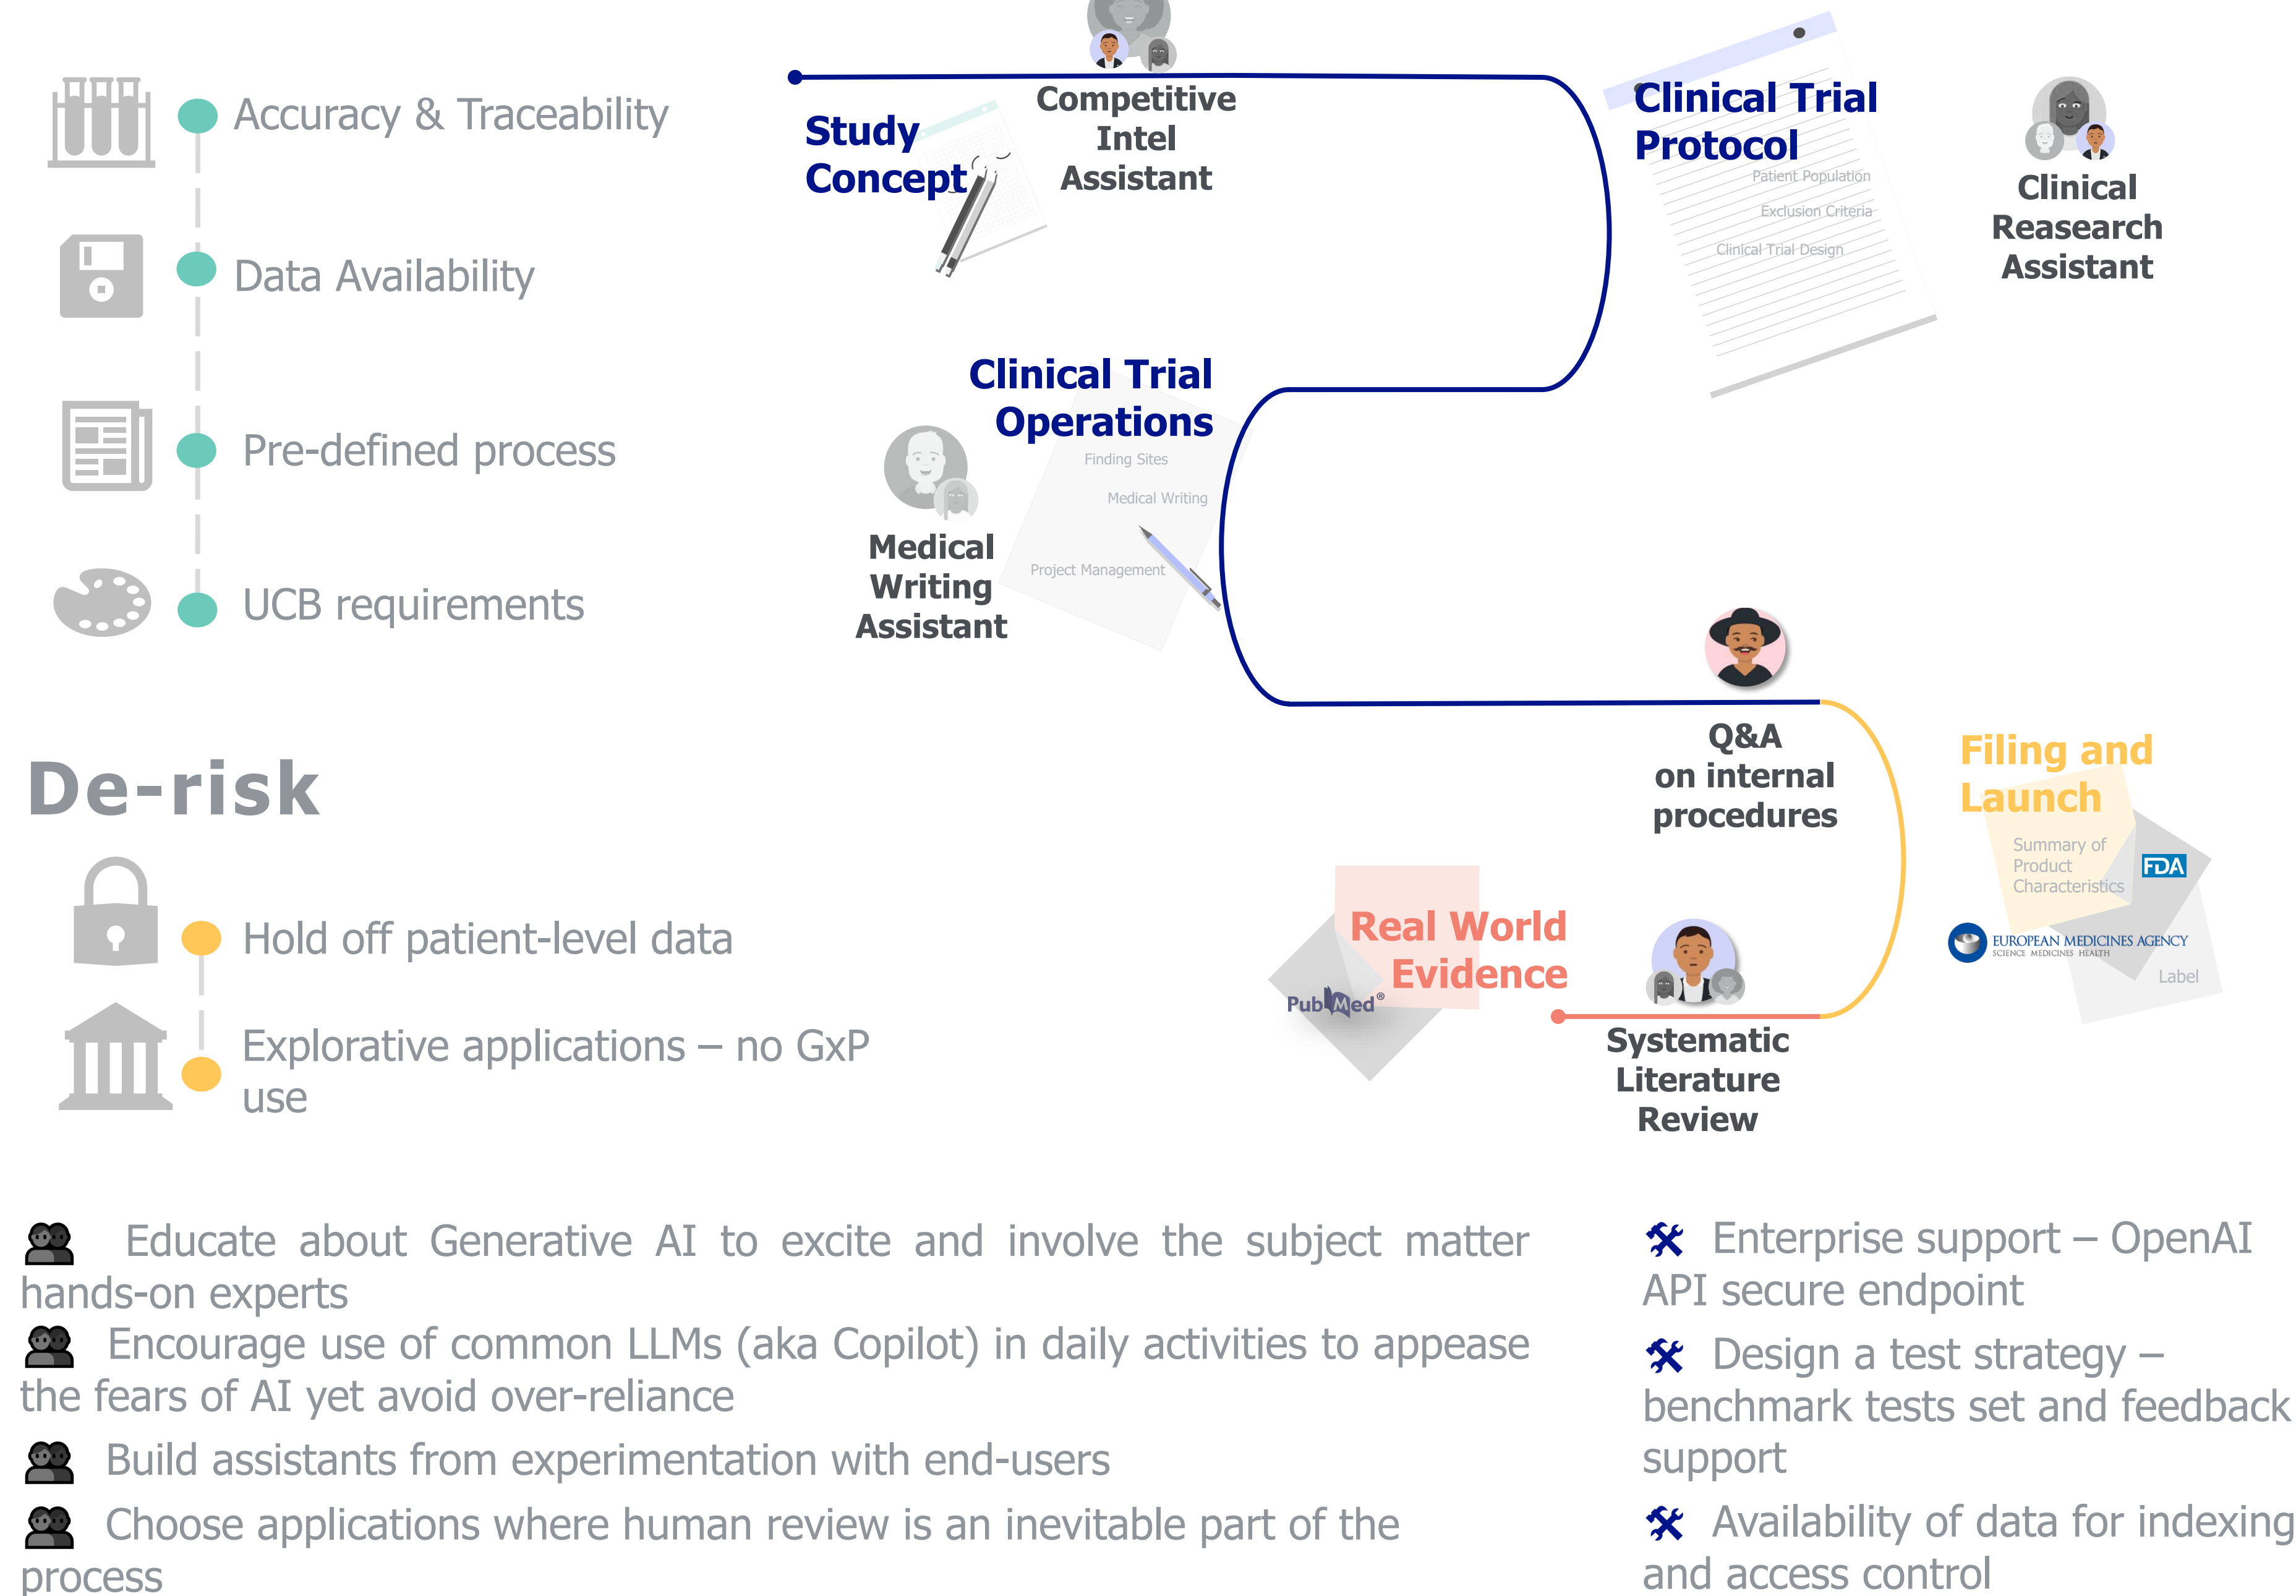 Accuracy & Traceability
Data Availability
Pre-defined process
UCB requirements
Study
Concept
Competitive
Intel
Assistant
Clinical Trial
Protocol
Patient Population
Exclusion Criteria
Clinical Trial Design
Clinical
Reasearch
Assistant
Clinical Trial
Operations
Finding Sites
Medical Writing
Project Management
Medical
Writing
Assistant
Q&A
on internal
procedures
Filing and
Launch
Summary of
Product
Characteristics
FDA
EUROPEAN MEDICINES AGENCY
SCIENCE MEDICINES HEALTH
Label
Real World
Evidence
PubMed®
Systematic
Literature
Review
De-risk
Hold off patient-level data
Explorative applications – no GxP
use
Educate about Generative AI to excite and involve the subject matter
hands-on experts
Encourage use of common LLMs (aka Copilot) in daily activities to appease
the fears of AI yet avoid over-reliance
Build assistants from experimentation with end-users
Choose applications where human review is an inevitable part of the
process
Enterprise support – OpenAI
API secure endpoint
Design a test strategy –
benchmark tests set and feedback
support
Availability of data for indexing
and access control